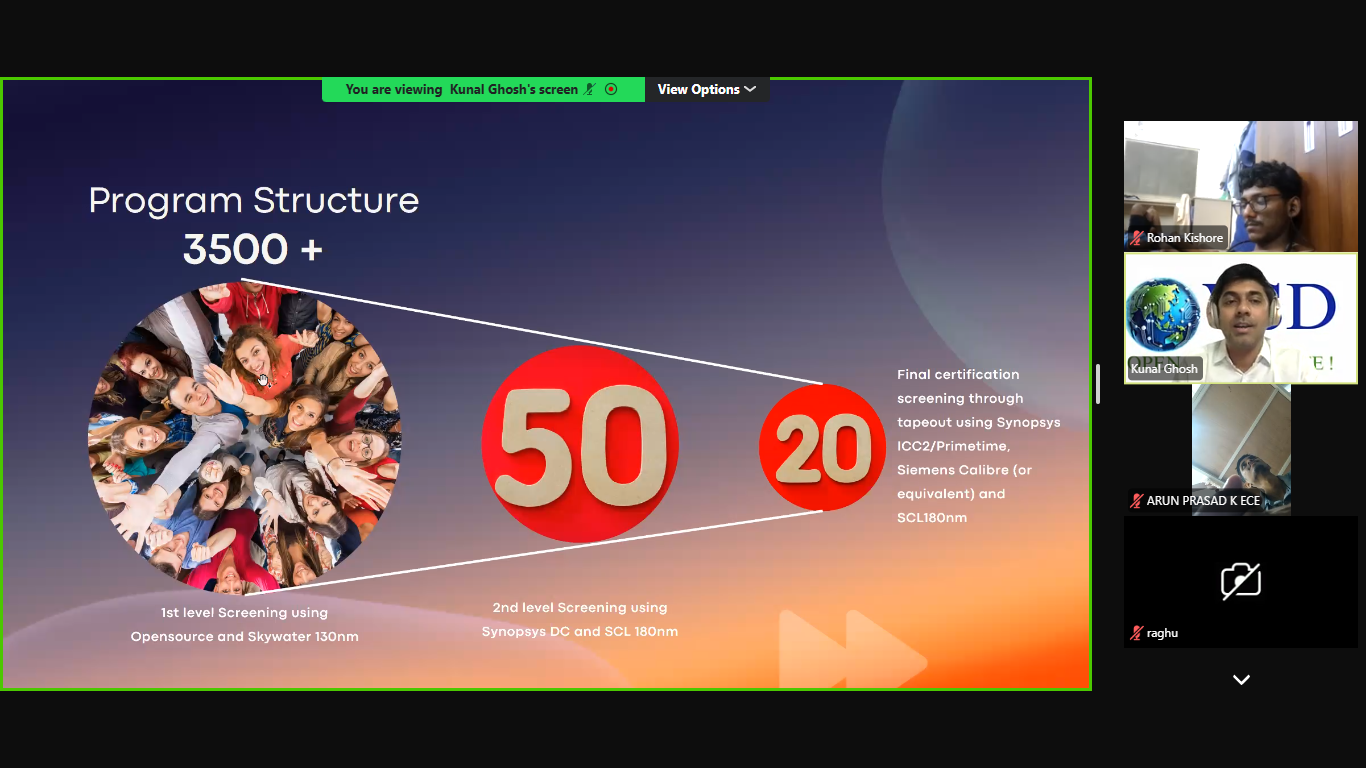 You are viewing Kunal Ghosh's screen
View Options
Program Structure
3500 +
50
20
Final certification
screening through
tapeout using Synopsys
ICC2/Primetime,
Siemens Calibre (or
equivalent) and
SCL180nm
1st level Screening using
Opensource and Skywater 130nm
2nd level Screening using
Synopsys DC and SCL 180nm
Rohan Kishore
SD
OPEN
E!
Kunal Ghosh
ARUN PRASAD K ECE
raghu